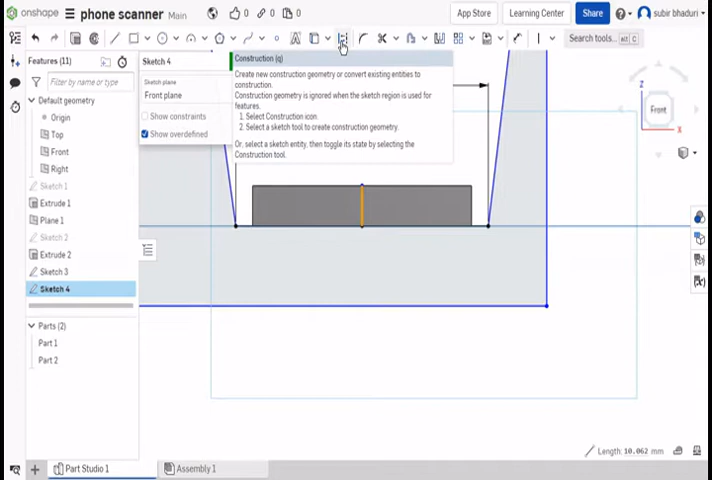 onshape
phone scanner Main
0
0
0
App Store
Learning Center
Share
subir bhaduri
Search tools... alt C
Features (11)
Filter by name or type
Default geometry
Origin
Top
Front
Right
Sketch 1
Extrude 1
Plane 1
Sketch 2
Extrude 2
Sketch 3
Sketch 4
Parts (2)
Part 1
Part 2
Sketch 4
Sketch plane
Front plane
Show constraints
Show overdefined
Construction (q)
Create new construction geometry or convert existing entities to
construction.
Construction geometry is ignored when the sketch region is used for
features.
1. Select Construction icon.
2. Select a sketch tool to create construction geometry.
Or, select a sketch entity, then toggle its state by selecting the
Construction tool.
Z
Front
X
Length: 10.062 mm
Part Studio 1
Assembly 1